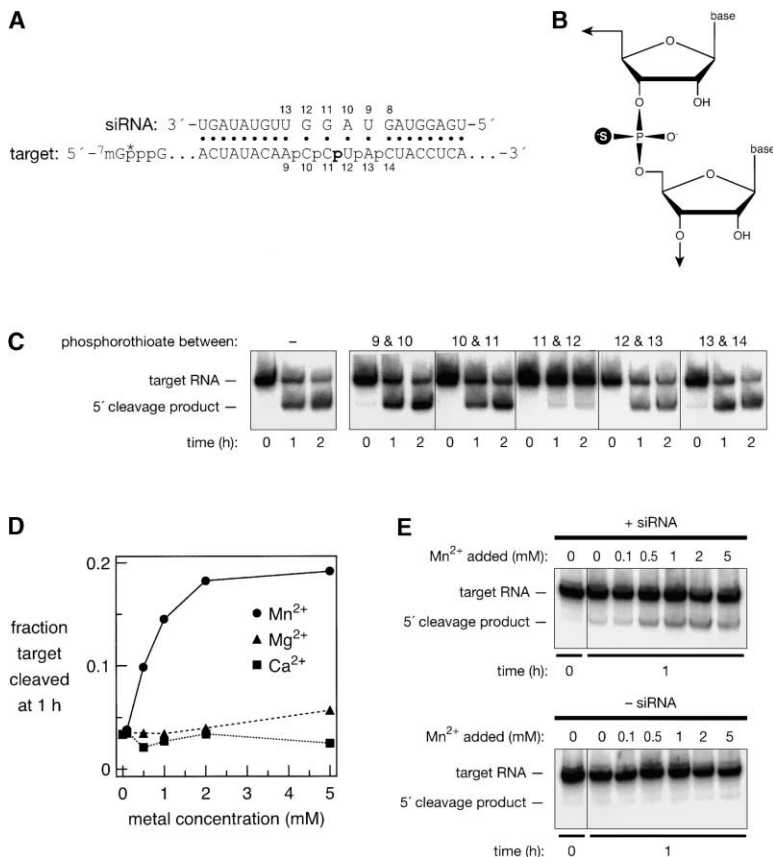 A
13 12 11 10 9 8
siRNA: 3´-UGAUAUGUU G G A U GAUGGAGU-5´
target: 5´-⁷mGp*ppG...ACUAUACAApCpCpUpApCUACCUCA...-3´
9 10 11 12 13 14
B
base
O
O OH
S P O⁻
O base
O
O OH
C
phosphorothioate between: – 9 & 10 10 & 11 11 & 12 12 & 13 13 & 14
target RNA –
5´ cleavage product –
time (h): 0 1 2 0 1 2 0 1 2 0 1 2 0 1 2 0 1 2
D
0.2
0.1
0
fraction
target
cleaved
at 1 h
Mn²⁺
Mg²⁺
Ca²⁺
0 1 2 3 4 5
metal concentration (mM)
E
+ siRNA
Mn²⁺ added (mM): 0 0 0.1 0.5 1 2 5
target RNA –
5´ cleavage product –
time (h): 0 1
– siRNA
Mn²⁺ added (mM): 0 0 0.1 0.5 1 2 5
target RNA –
5´ cleavage product –
time (h): 0 1